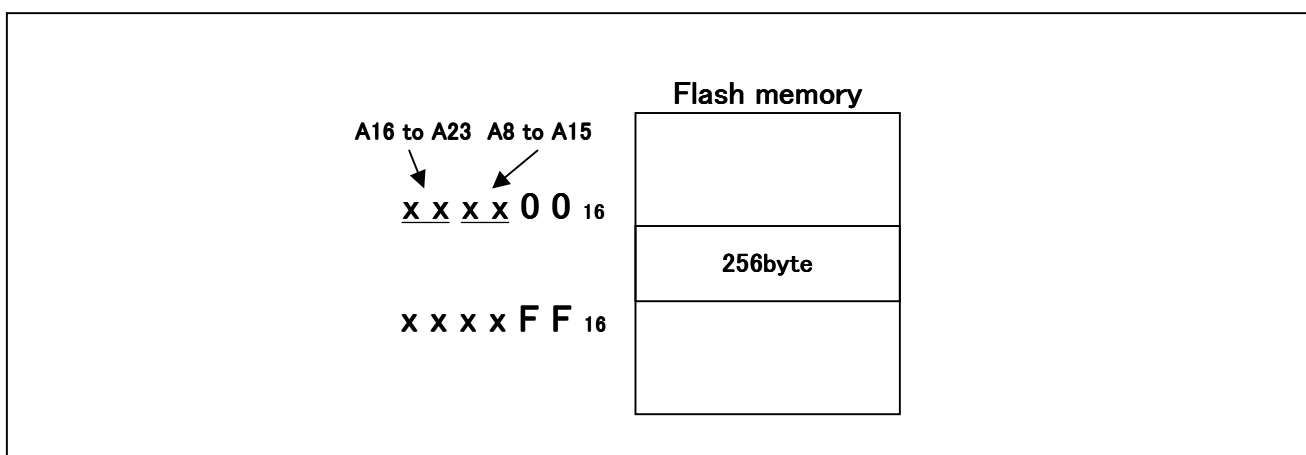 Flash memory
A16 to A23 A8 to A15
x x x x 0 0 16
256byte
x x x x F F 16